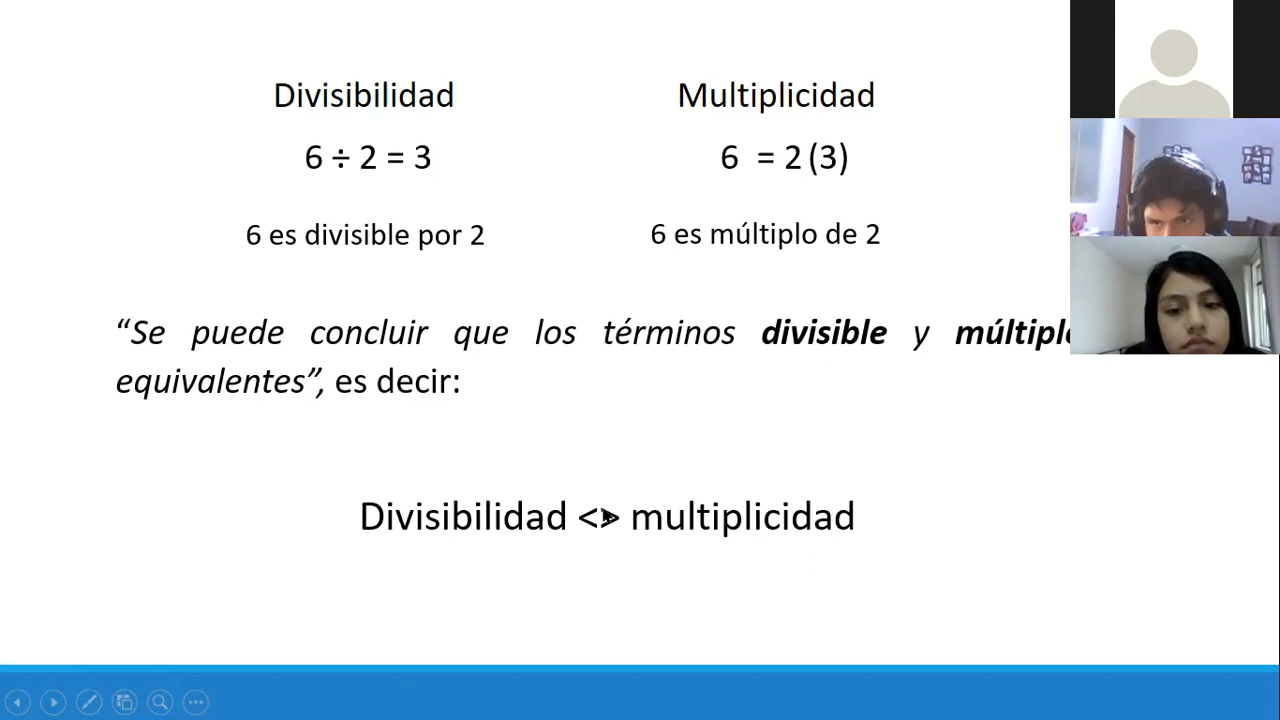 Divisibilidad Multiplicidad
6 ÷ 2 = 3 6 = 2 (3)
6 es divisible por 2 6 es múltiplo de 2
“Se puede concluir que los términos divisible y
equivalentes”, es decir:
Divisibilidad <> multiplicidad